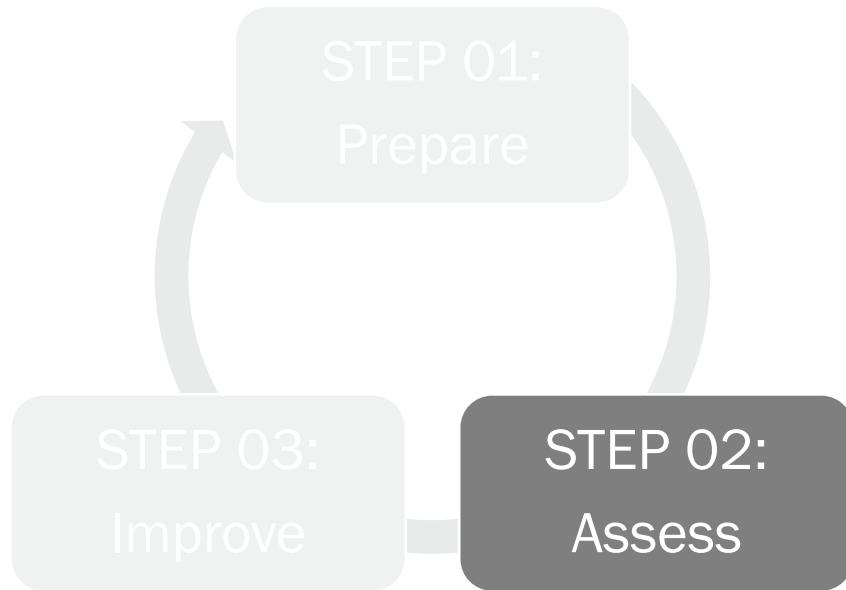 STEP 01:
Prepare
STEP 02:
Assess
STEP 03:
Improve